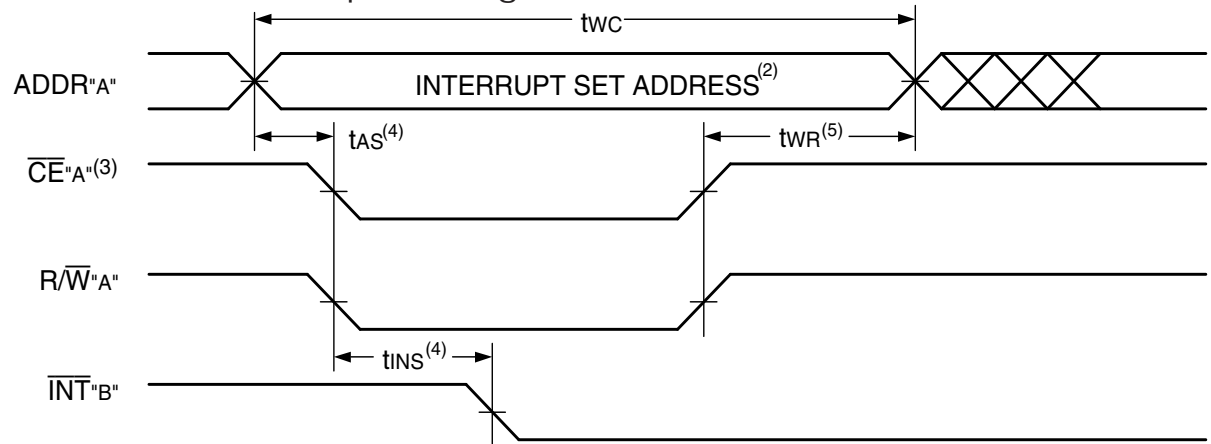 tWC
ADDR"A"
INTERRUPT SET ADDRESS(2)
tAS(4)
tWR(5)
CE"A"(3)
R/W"A"
tINS(4)
INT"B"